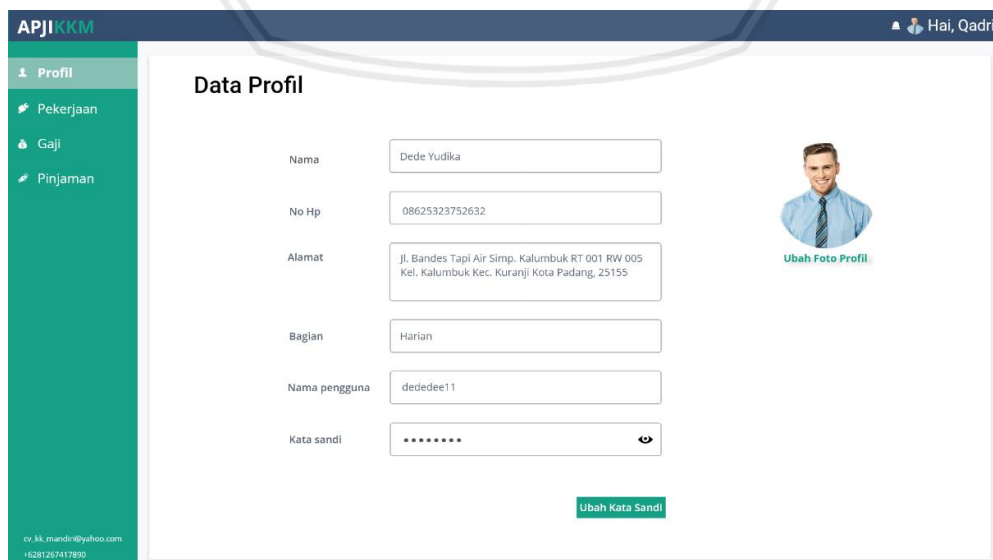 APJIKKM
Hai, Qadri
Profil
Pekerjaan
Gaji
Pinjaman
Data Profil
Nama
Dede Yudika
No Hp
08625323752632
Alamat
Jl. Bandes Tapi Air Simp. Kalumbuk RT 001 RW 005
Kel. Kalumbuk Kec. Kuranji Kota Padang, 25155
Ubah Foto Profil
Bagian
Harian
Nama pengguna
dededee11
Kata sandi
••••••••
Ubah Kata Sandi
cv_kk_mandiri@yahoo.com
+6281267417890